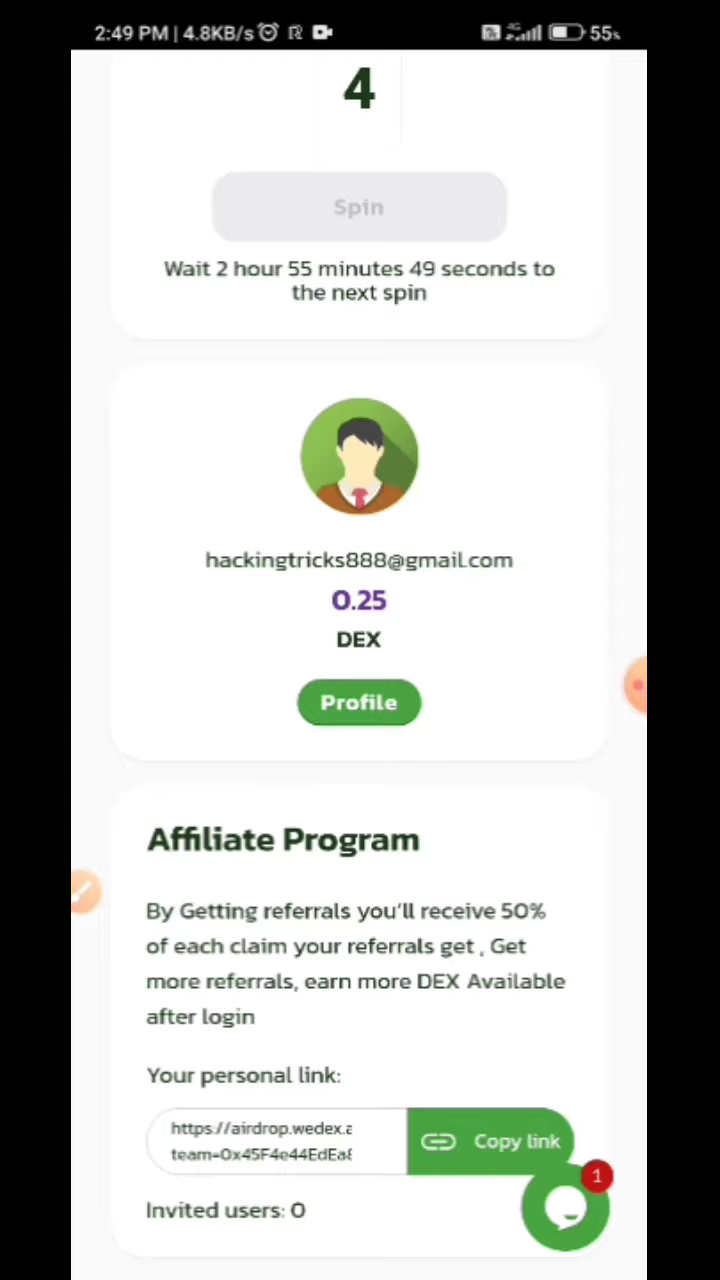 2:49 PM | 4.8KB/s
4G
55%
4
Spin
Wait 2 hour 55 minutes 49 seconds to
the next spin
hackingtricks888@gmail.com
0.25
DEX
Profile
Affiliate Program
By Getting referrals you'll receive 50%
of each claim your referrals get , Get
more referrals, earn more DEX Available
after login
Your personal link:
https://airdrop.wedex.a
team=0x45F4e44EdEa8
Copy link
1
Invited users: 0